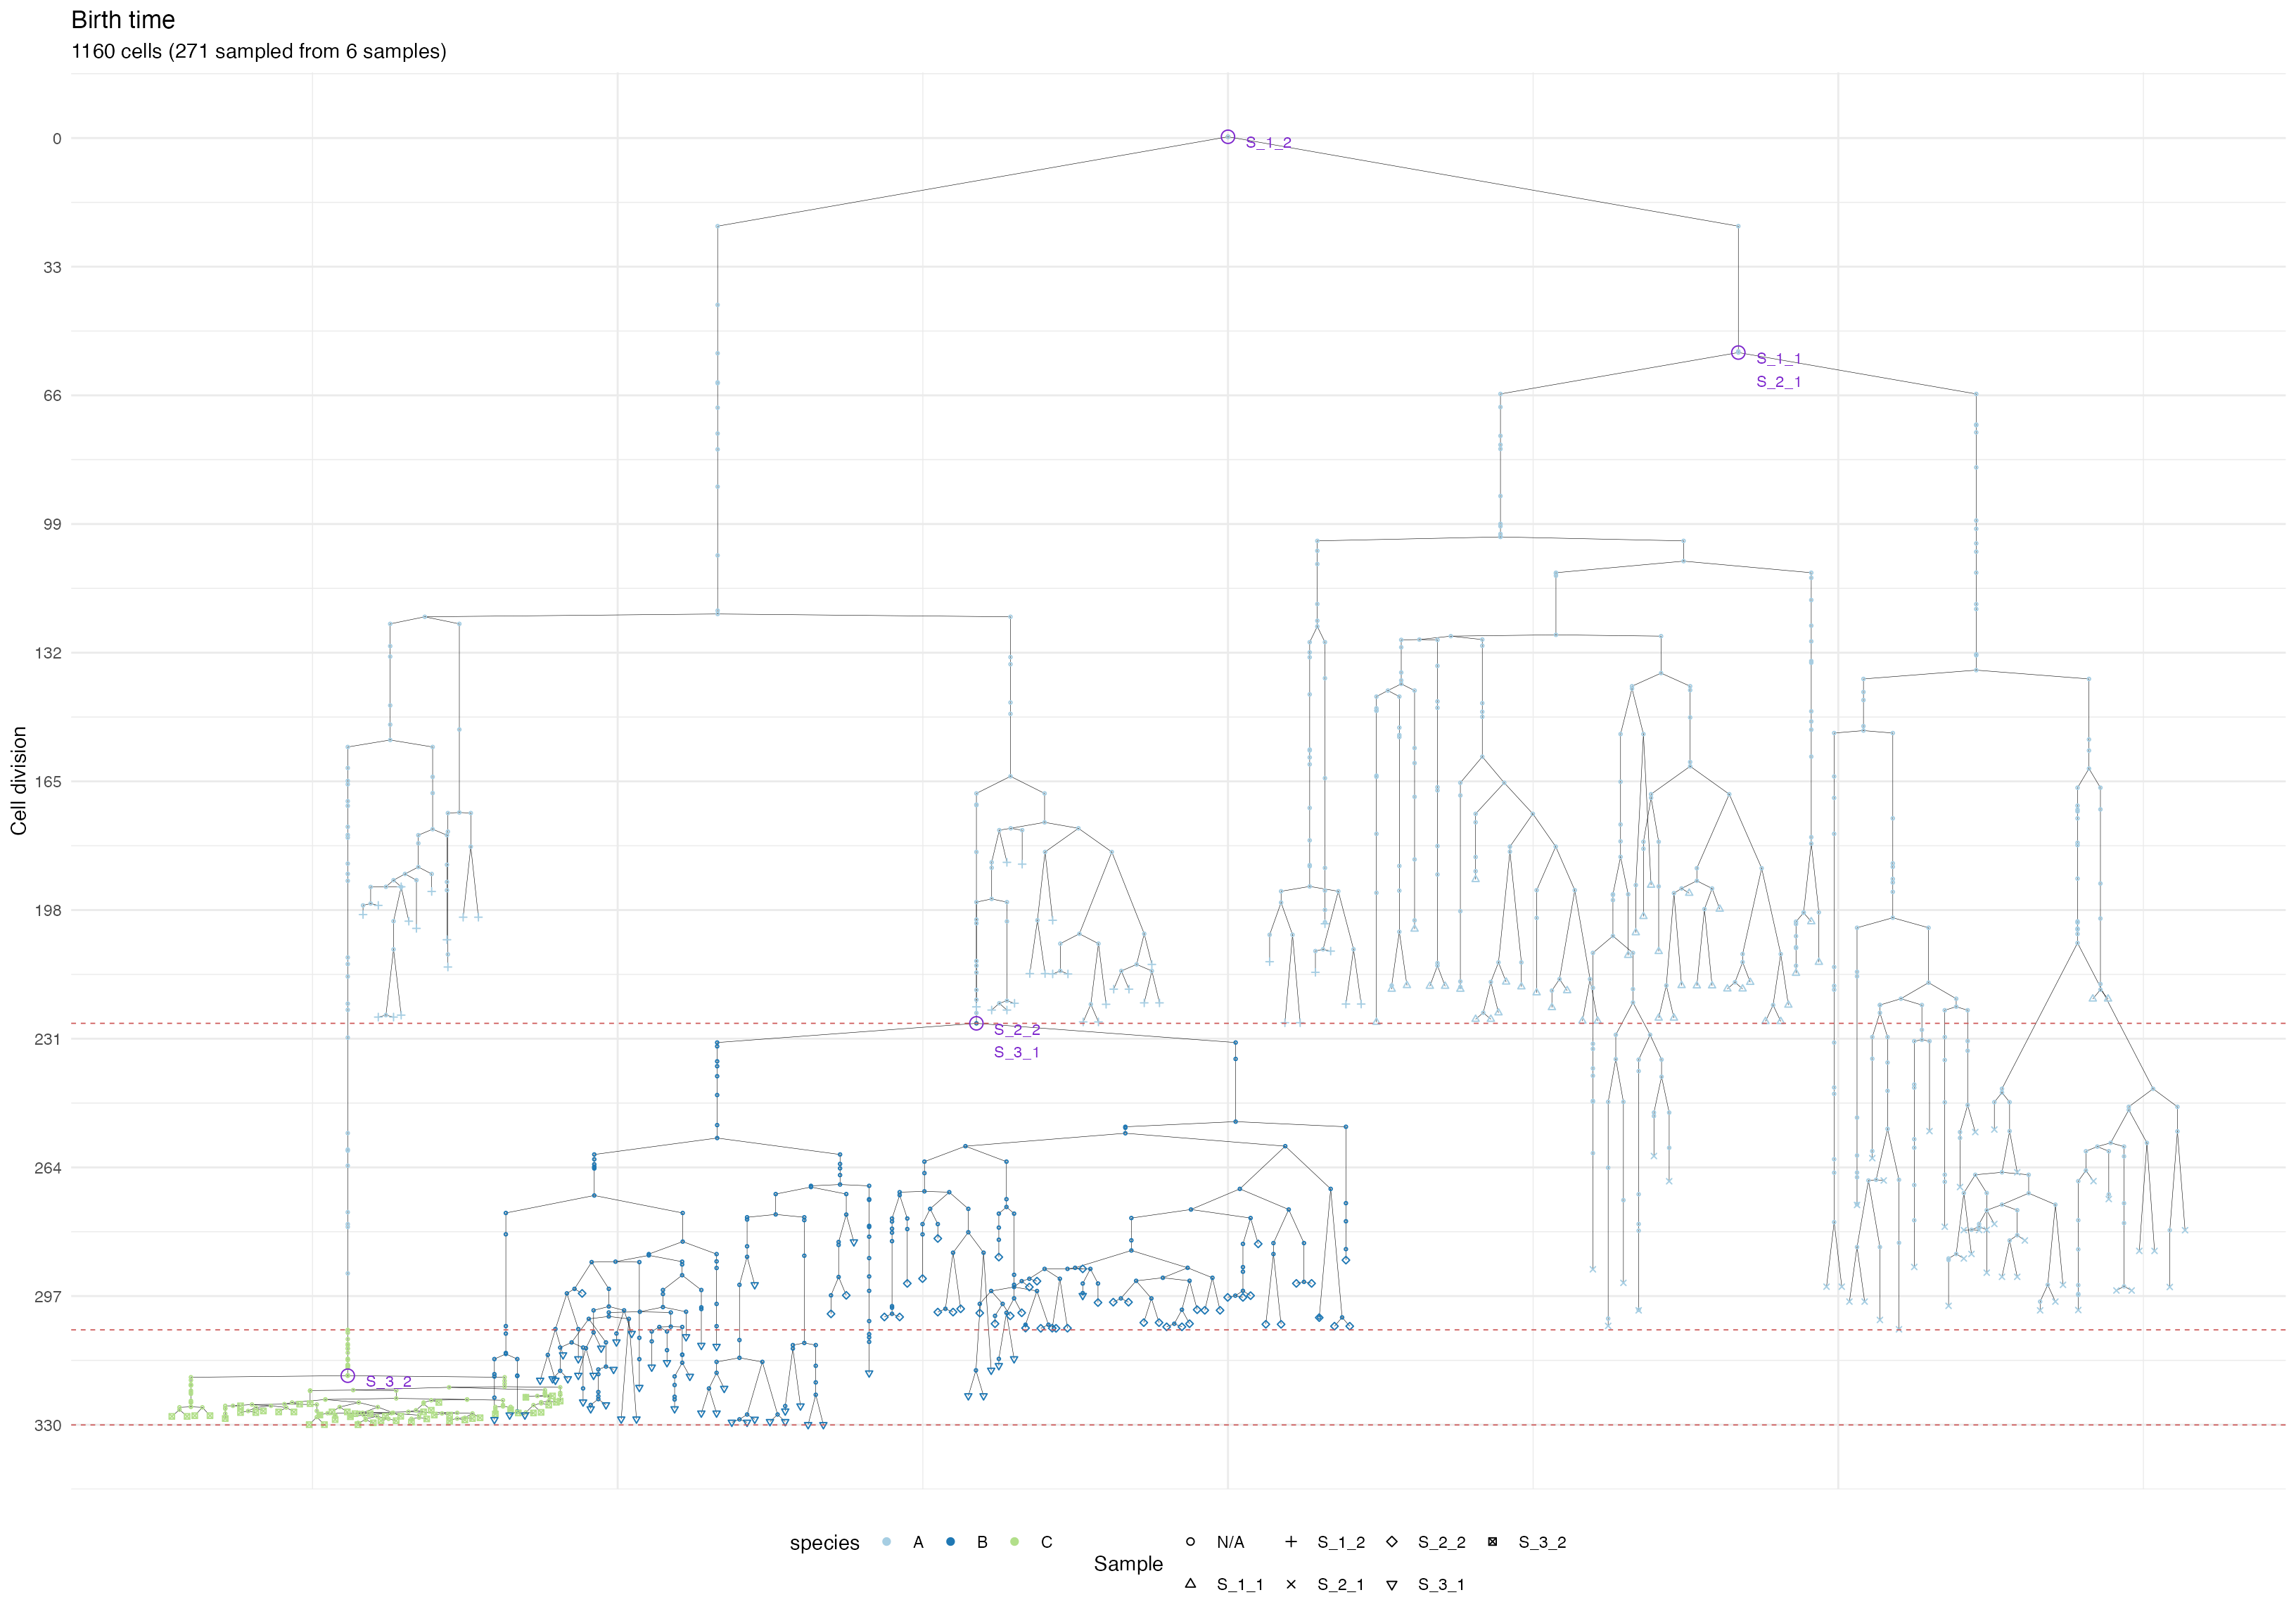 Birth time
1160 cells (271 sampled from 6 samples)
0
S_1_2
33
S_1_1
66
S_2_1
99
132
Cell division
165
198
231
S_2_2
S_3_1
264
297
S_3_2
330
species A B C
Sample
N/A S_1_2 S_2_2 S_3_2
S_1_1 S_2_1 S_3_1